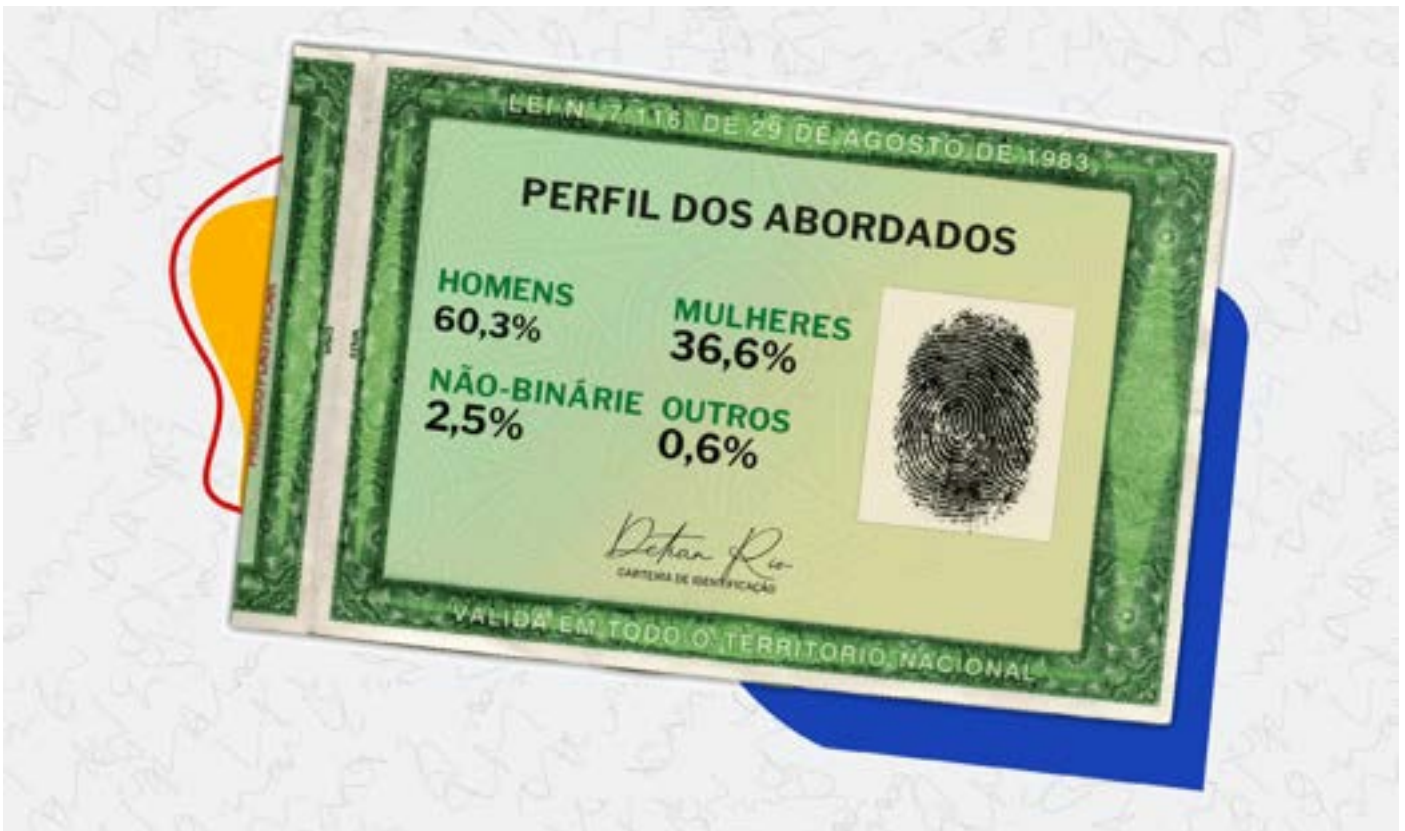 LEI N. 7.116, DE 29 DE AGOSTO DE 1983
PERFIL DOS ABORDADOS
HOMENS
60,3%
MULHERES
36,6%
NÃO-BINÁRIE
2,5%
OUTROS
0,6%
Detran Rio
CARTEIRA DE IDENTIFICAÇÃO
VALIDA EM TODO O TERRITORIO NACIONAL